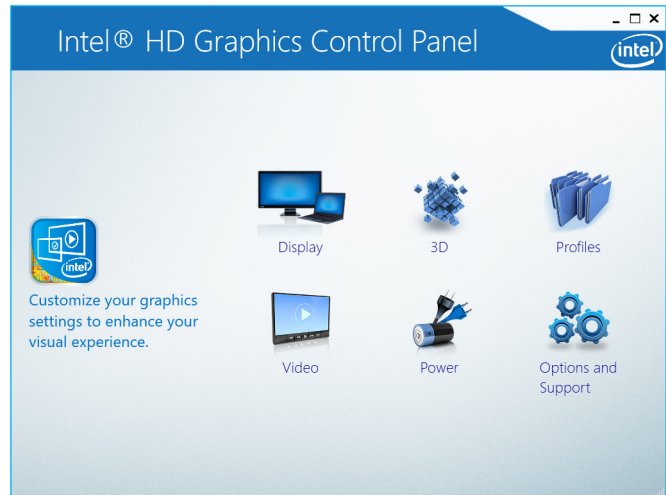 Intel® HD Graphics Control Panel
intel
Display
3D
Profiles
intel
Customize your graphics
settings to enhance your
visual experience.
Video
Power
Options and
Support